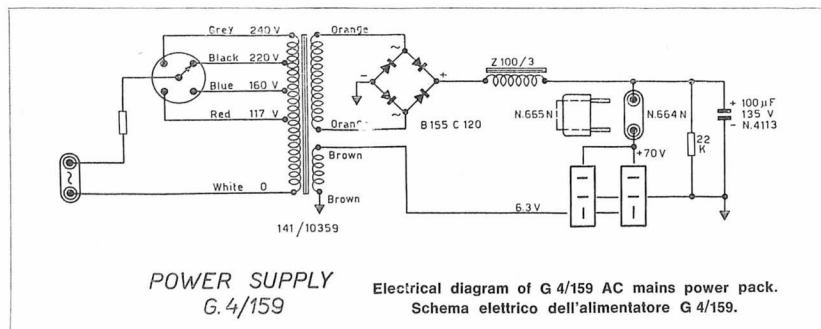 Grey 240 V
Orange
Black 220 V
Blue 160 V
Red 117 V
White 0
~
~
~
-
+
B 155 C 120
Orange
Brown
Brown
141/10359
Z 100/3
N.665N
N.664 N
+70 V
22 K
+ 100 µF
135 V
- N.4113
6.3 V
POWER SUPPLY
G.4/159
Electrical diagram of G 4/159 AC mains power pack.
Schema elettrico dell'alimentatore G 4/159.